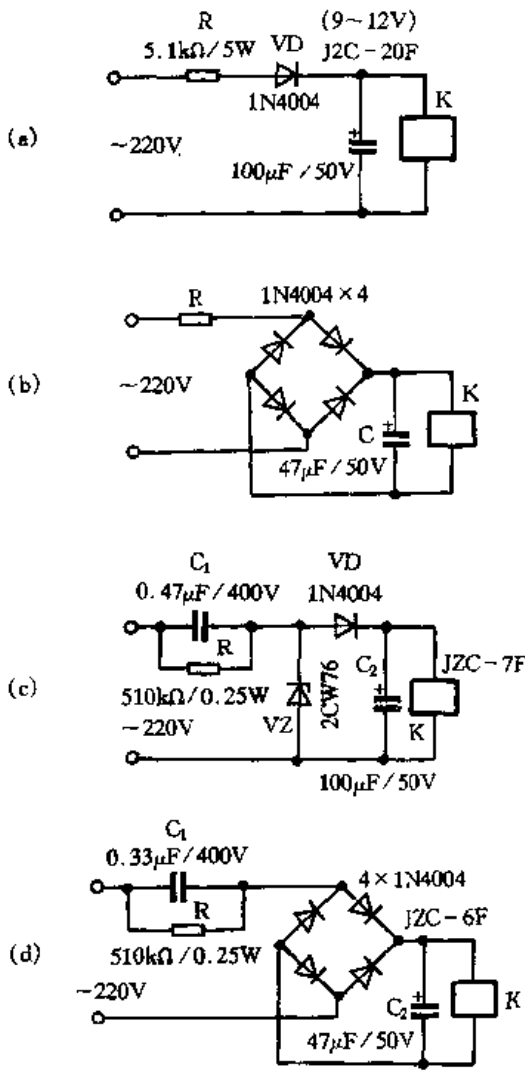 (a)
R
5.1kΩ/5W
VD
1N4004
(9~12V)
J2C-20F
K
~220V
100μF/50V
(b)
R
1N4004×4
~220V
C
+
47μF/50V
K
(c)
C₁
0.47μF/400V
R
510kΩ/0.25W
~220V
VD
1N4004
VZ
2CW76
C₂
+
100μF/50V
JZC-7F
K
(d)
C₁
0.33μF/400V
R
510kΩ/0.25W
~220V
4×1N4004
JZC-6F
C₂
+
47μF/50V
K